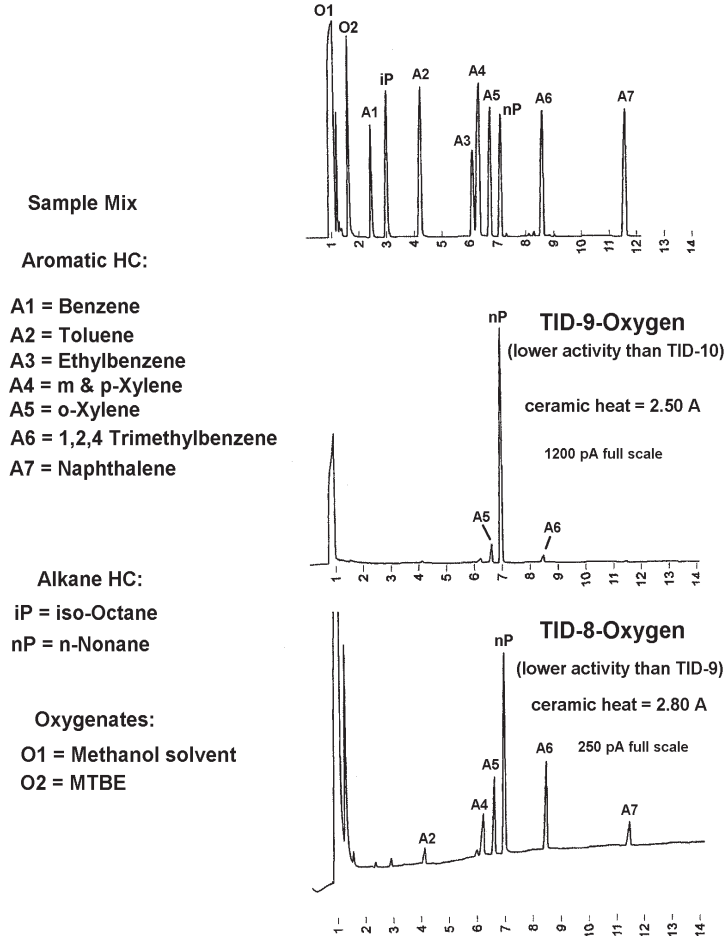 O1
O2
iP
A2
A4
A1
A5
nP
A6
A7
A3
1 2 3 4 5 6 7 8 9 10 11 12 13 14
Sample Mix
Aromatic HC:
A1 = Benzene
A2 = Toluene
A3 = Ethylbenzene
A4 = m & p-Xylene
A5 = o-Xylene
A6 = 1,2,4 Trimethylbenzene
A7 = Naphthalene
nP
TID-9-Oxygen
(lower activity than TID-10)
ceramic heat = 2.50 A
1200 pA full scale
A5
A6
1 2 3 4 5 6 7 8 9 10 11 12 13 14
Alkane HC:
iP = iso-Octane
nP = n-Nonane
Oxygenates:
O1 = Methanol solvent
O2 = MTBE
nP
TID-8-Oxygen
(lower activity than TID-9)
ceramic heat = 2.80 A
250 pA full scale
A5
A6
A4
A7
A2
1 2 3 4 5 6 7 8 9 10 11 12 13 14